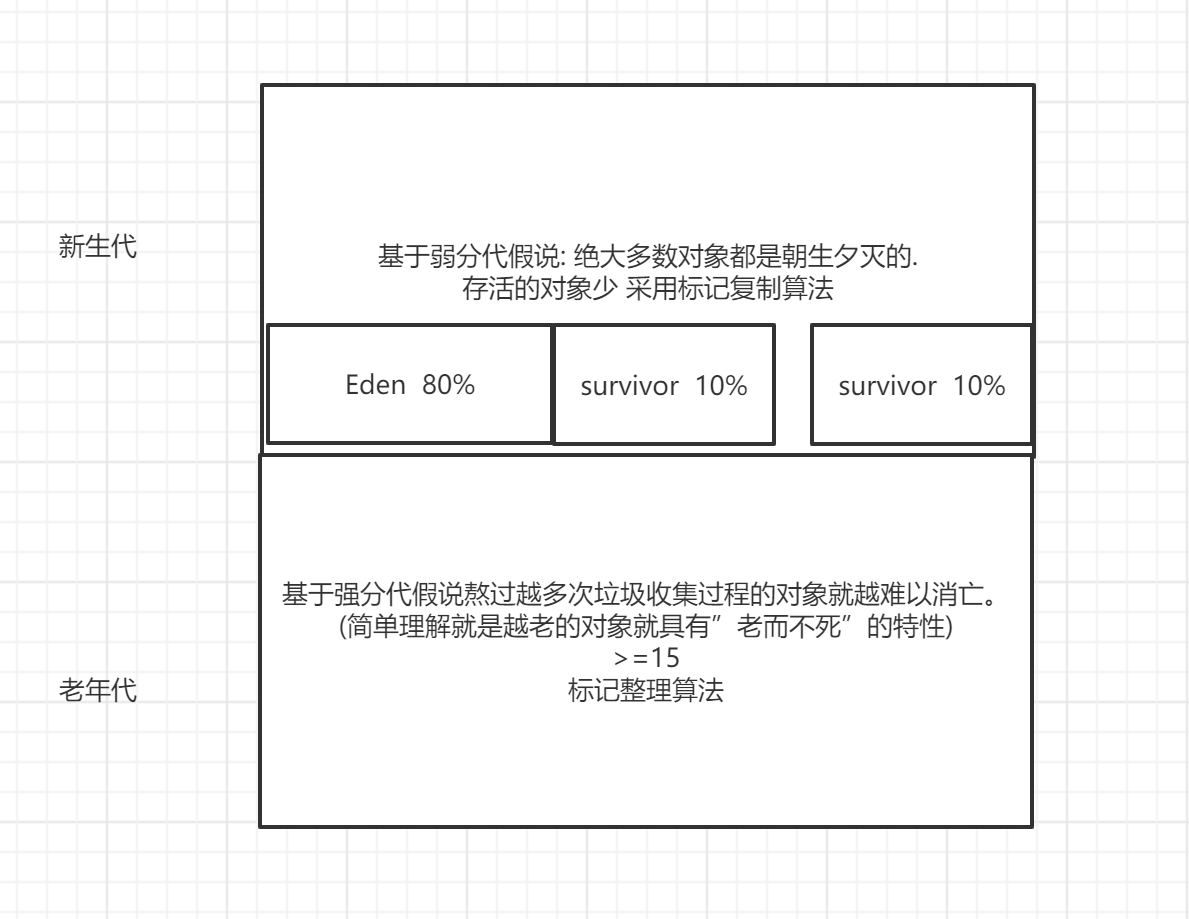 新生代
基于弱分代假说: 绝大多数对象都是朝生夕灭的.
存活的对象少 采用标记复制算法
Eden 80%
survivor 10%
survivor 10%
基于强分代假说熬过越多次垃圾收集过程的对象就越难以消亡。
(简单理解就是越老的对象就具有”老而不死”的特性)
>=15
标记整理算法
老年代